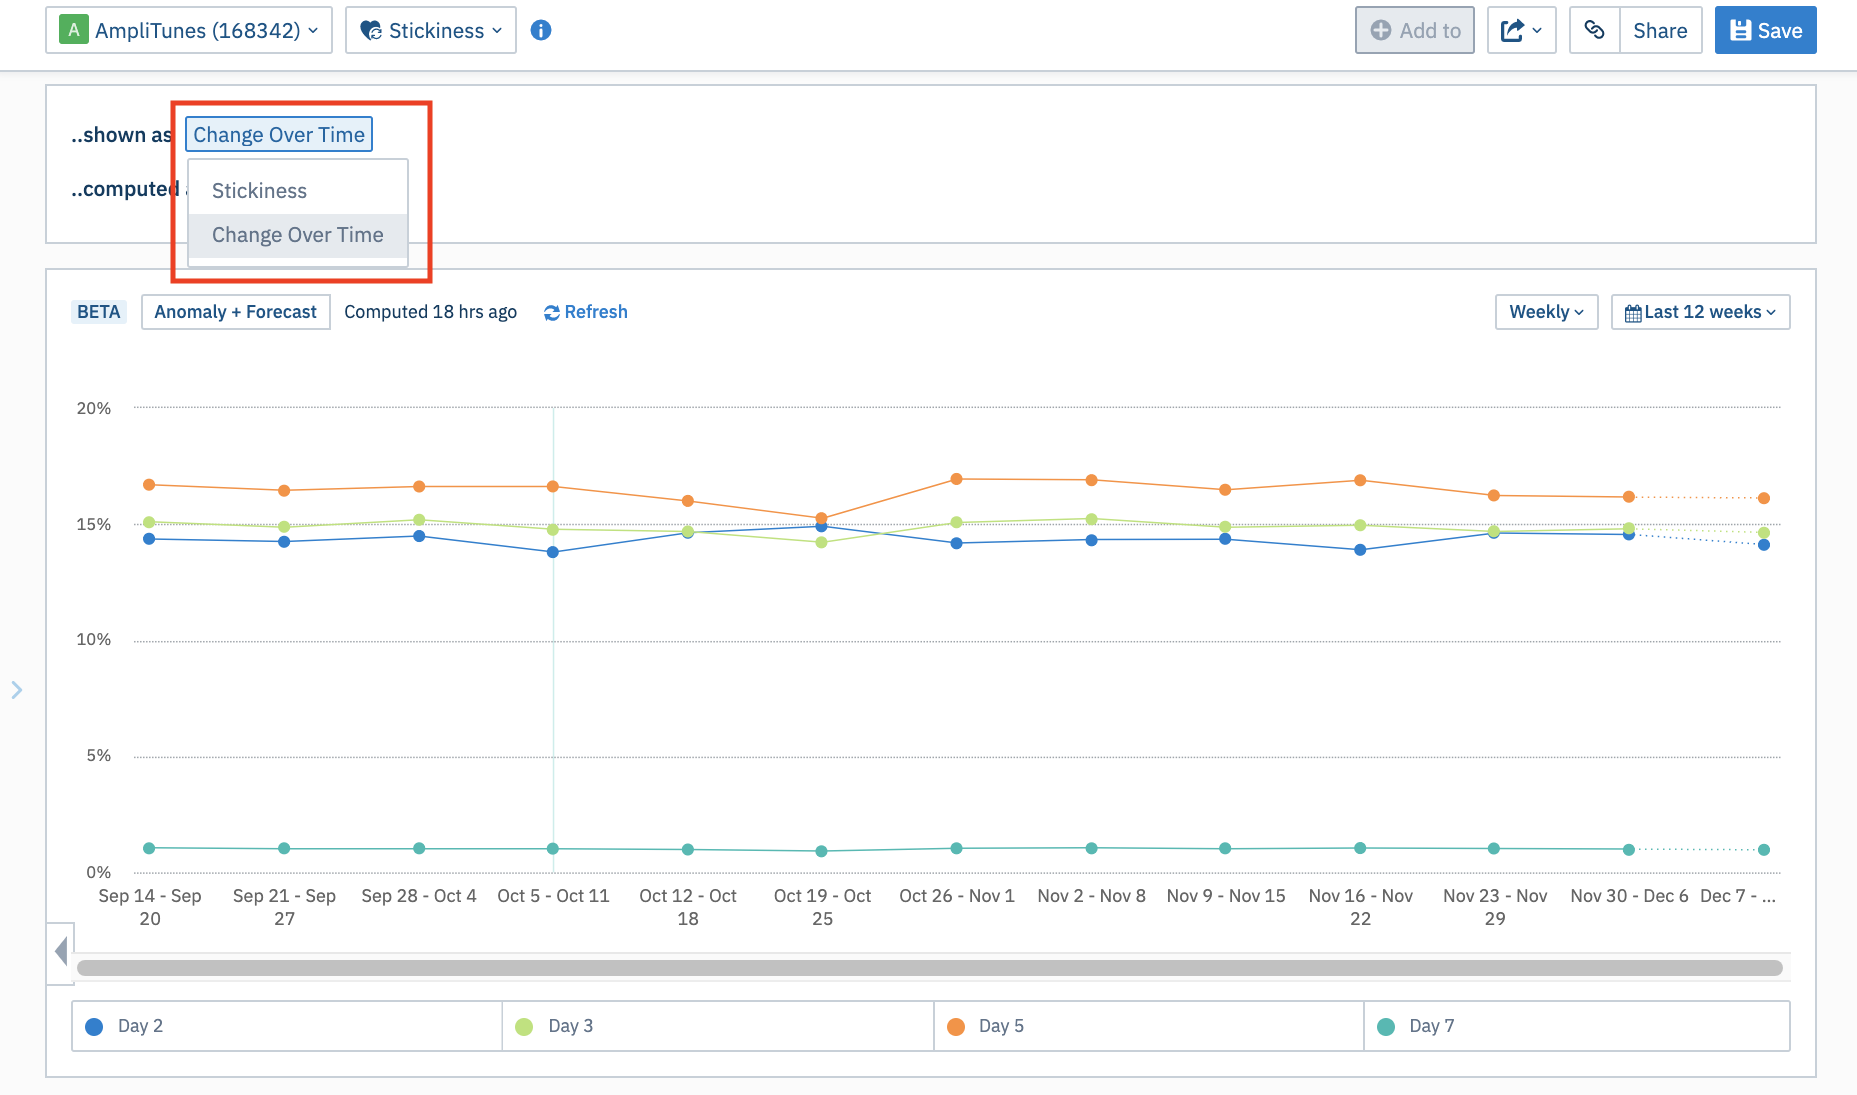 A AmpliTunes (168342) Stickiness i Add to Share Save
..shown as Change Over Time
..computed
Stickiness
Change Over Time
BETA Anomaly + Forecast Computed 18 hrs ago Refresh Weekly Last 12 weeks
20%
15%
10%
5%
0%
Sep 14 - Sep 20
Sep 21 - Sep 27
Sep 28 - Oct 4
Oct 5 - Oct 11
Oct 12 - Oct 18
Oct 19 - Oct 25
Oct 26 - Nov 1
Nov 2 - Nov 8
Nov 9 - Nov 15
Nov 16 - Nov 22
Nov 23 - Nov 29
Nov 30 - Dec 6
Dec 7 - ...
Day 2
Day 3
Day 5
Day 7